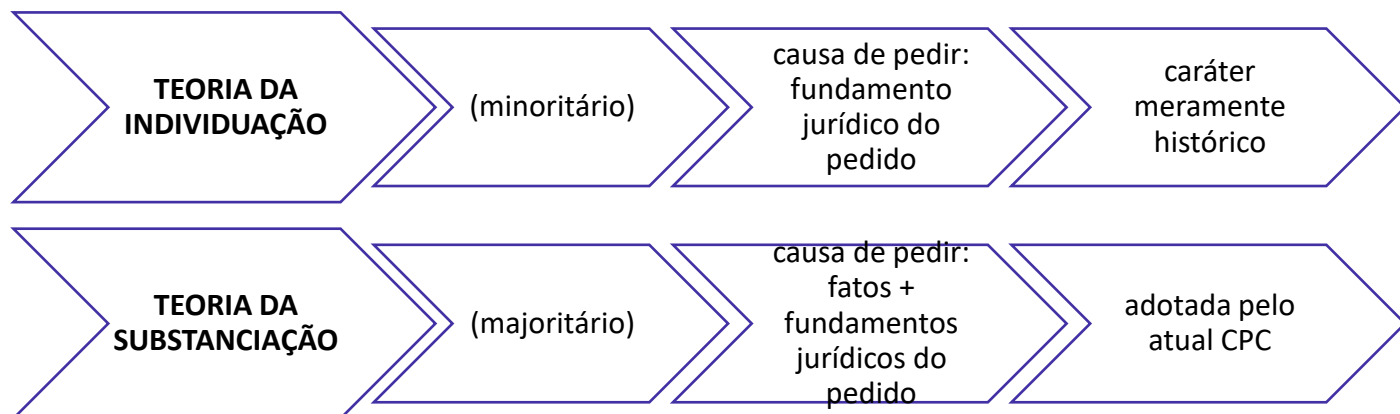 TEORIA DA
INDIVIDUAÇÃO
(minoritário)
causa de pedir:
fundamento
jurídico do
pedido
caráter
meramente
histórico
TEORIA DA
SUBSTANCIAÇÃO
(majoritário)
causa de pedir:
fatos +
fundamentos
jurídicos do
pedido
adotada pelo
atual CPC